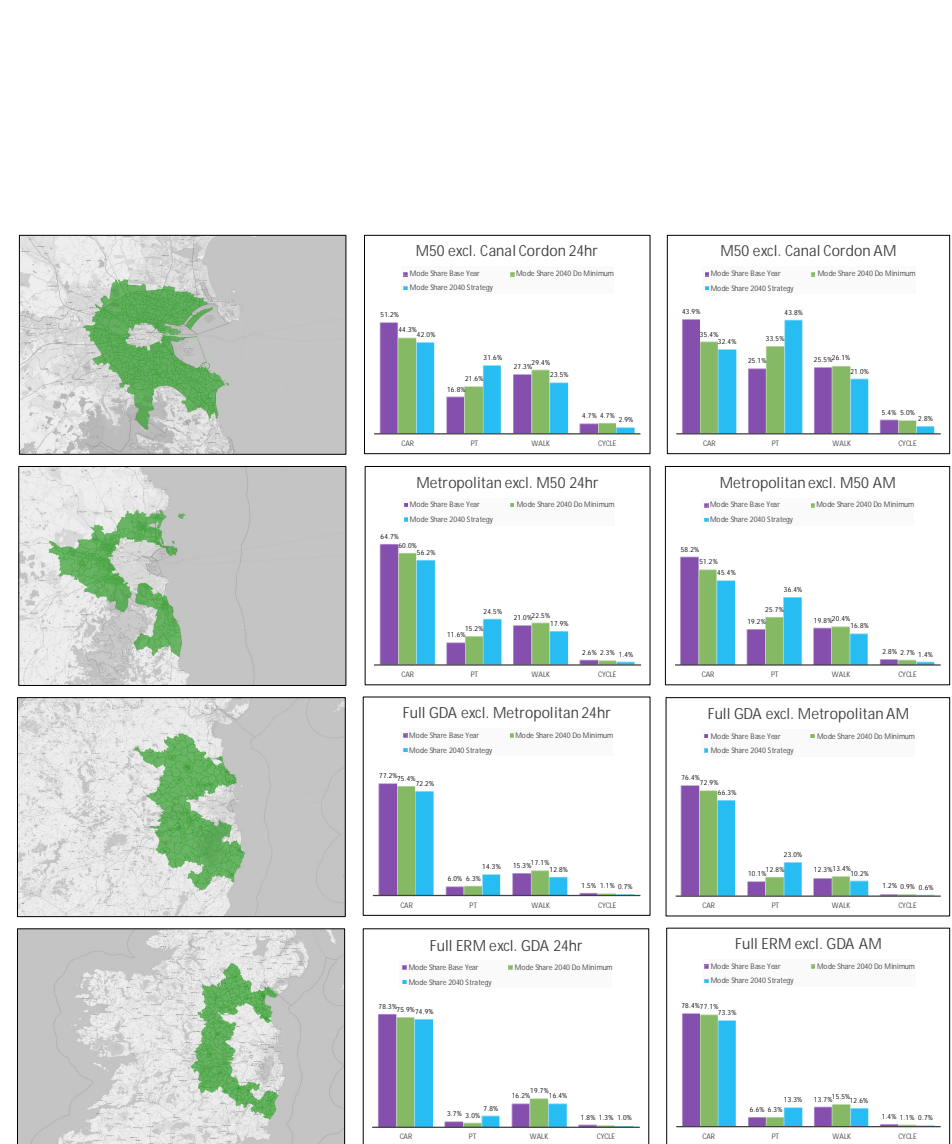 M50 excl. Canal Cordon 24hr
Mode Share Base Year
Mode Share 2040 Do Minimum
Mode Share 2040 Strategy
51.2%
44.3%
42.0%
16.8%
21.6%
31.6%
27.3%
29.4%
23.5%
4.7%
4.7%
2.9%
CAR
PT
WALK
CYCLE
M50 excl. Canal Cordon AM
Mode Share Base Year
Mode Share 2040 Do Minimum
Mode Share 2040 Strategy
43.9%
35.4%
32.4%
25.1%
33.5%
43.8%
25.5%
26.1%
21.0%
5.4%
5.0%
2.8%
CAR
PT
WALK
CYCLE
Metropolitan excl. M50 24hr
Mode Share Base Year
Mode Share 2040 Do Minimum
Mode Share 2040 Strategy
64.7%
60.0%
56.2%
11.6%
15.2%
24.5%
21.0%
22.5%
17.9%
2.6%
2.3%
1.4%
CAR
PT
WALK
CYCLE
Metropolitan excl. M50 AM
Mode Share Base Year
Mode Share 2040 Do Minimum
Mode Share 2040 Strategy
58.2%
51.2%
45.4%
19.2%
25.7%
36.4%
19.8%
20.4%
16.8%
2.8%
2.7%
1.4%
CAR
PT
WALK
CYCLE
Full GDA excl. Metropolitan 24hr
Mode Share Base Year
Mode Share 2040 Do Minimum
Mode Share 2040 Strategy
77.2%
75.4%
72.2%
6.0%
6.3%
14.3%
15.3%
17.1%
12.8%
1.5%
1.1%
0.7%
CAR
PT
WALK
CYCLE
Full GDA excl. Metropolitan AM
Mode Share Base Year
Mode Share 2040 Do Minimum
Mode Share 2040 Strategy
76.4%
72.9%
66.3%
10.1%
12.8%
23.0%
12.3%
13.4%
10.2%
1.2%
0.9%
0.6%
CAR
PT
WALK
CYCLE
Full ERM excl. GDA 24hr
Mode Share Base Year
Mode Share 2040 Do Minimum
Mode Share 2040 Strategy
78.3%
75.9%
74.9%
3.7%
3.0%
7.8%
16.2%
19.7%
16.4%
1.8%
1.3%
1.0%
CAR
PT
WALK
CYCLE
Full ERM excl. GDA AM
Mode Share Base Year
Mode Share 2040 Do Minimum
Mode Share 2040 Strategy
78.4%
77.1%
73.3%
6.6%
6.3%
13.3%
13.7%
15.5%
12.6%
1.4%
1.1%
0.7%
CAR
PT
WALK
CYCLE